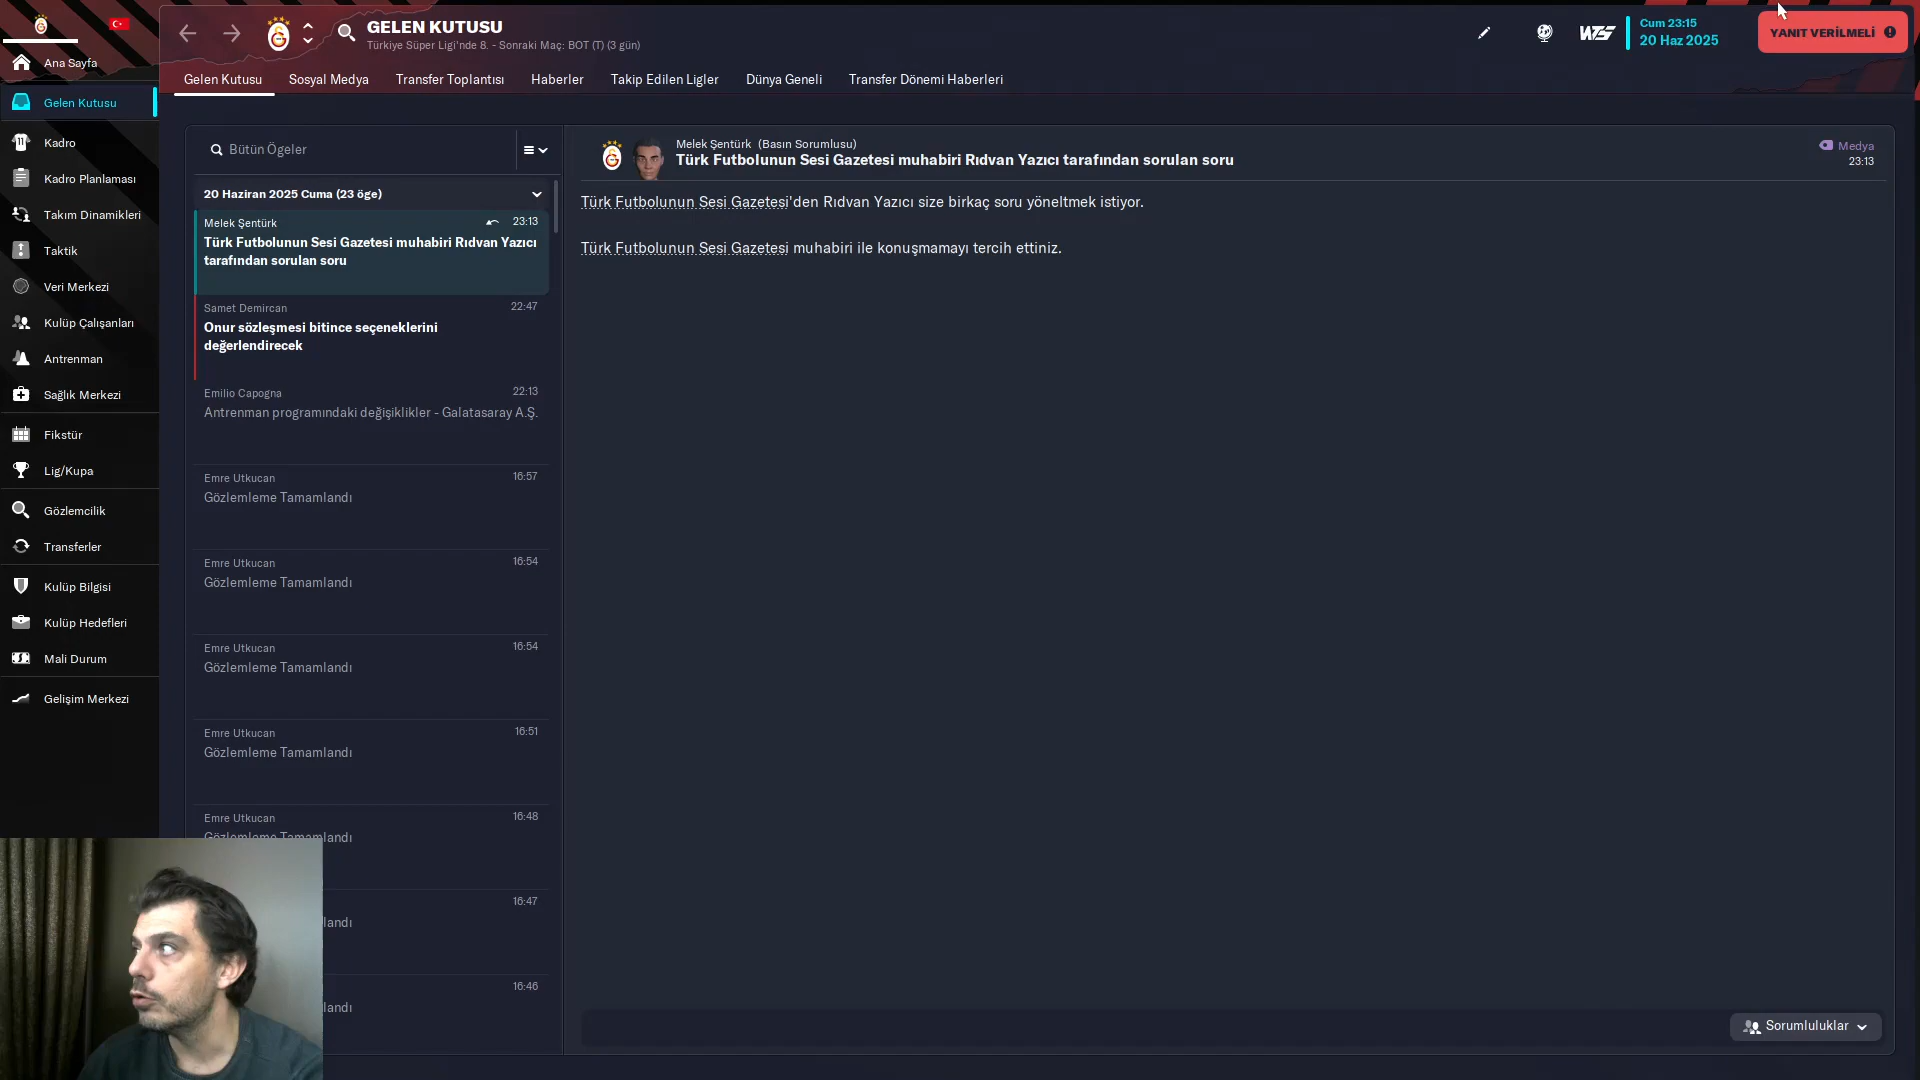 GELEN KUTUSU
Türkiye Süper Ligi'nde 8. - Sonraki Maç: BOT (T) (3 gün)
Cum 23:15
20 Haz 2025
YANIT VERİLMELİ
Gelen Kutusu
Sosyal Medya
Transfer Toplantısı
Haberler
Takip Edilen Ligler
Dünya Geneli
Transfer Dönemi Haberleri
Ana Sayfa
Gelen Kutusu
Kadro
Kadro Planlaması
Takım Dinamikleri
Taktik
Veri Merkezi
Kulüp Çalışanları
Antrenman
Sağlık Merkezi
Fikstür
Lig/Kupa
Gözlemcilik
Transferler
Kulüp Bilgisi
Kulüp Hedefleri
Mali Durum
Gelişim Merkezi
Bütün Ögeler
20 Haziran 2025 Cuma (23 öge)
Melek Şentürk 23:13
Türk Futbolunun Sesi Gazetesi muhabiri Rıdvan Yazıcı
tarafından sorulan soru
Samet Demircan 22:47
Onur sözleşmesi bitince seçeneklerini
değerlendirecek
Emilio Capogna 22:13
Antrenman programındaki değişiklikler - Galatasaray A.Ş.
Emre Utkucan 16:57
Gözlemleme Tamamlandı
Emre Utkucan 16:54
Gözlemleme Tamamlandı
Emre Utkucan 16:54
Gözlemleme Tamamlandı
Emre Utkucan 16:51
Gözlemleme Tamamlandı
Emre Utkucan 16:48
Gözlemleme Tamamlandı
16:47
landı
16:46
landı
Melek Şentürk (Basın Sorumlusu)
Türk Futbolunun Sesi Gazetesi muhabiri Rıdvan Yazıcı tarafından sorulan soru
Medya
23:13
Türk Futbolunun Sesi Gazetesi'den Rıdvan Yazıcı size birkaç soru yöneltmek istiyor.
Türk Futbolunun Sesi Gazetesi muhabiri ile konuşmamayı tercih ettiniz.
Sorumluluklar